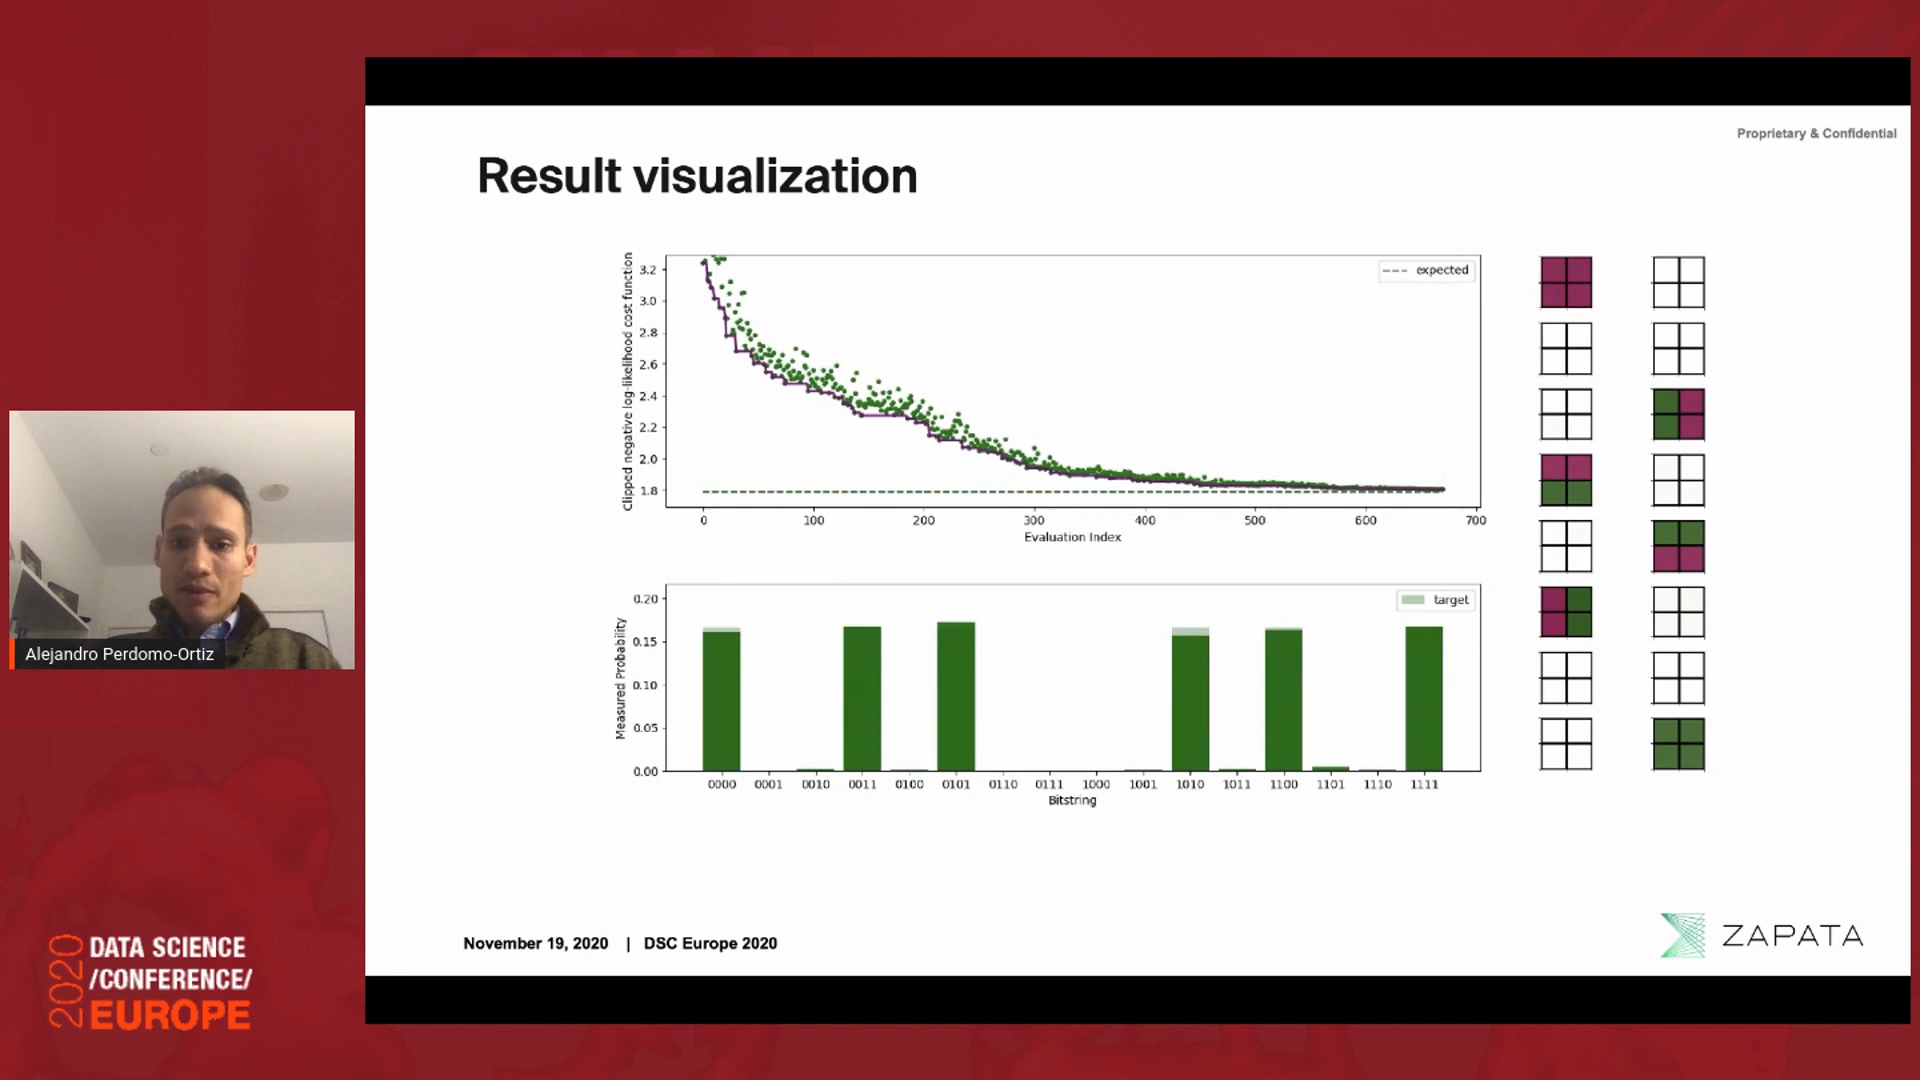 Proprietary & Confidential
Result visualization
Clipped negative log-likelihood cost function
3.2
3.0
2.8
2.6
2.4
2.2
2.0
1.8
expected
0 100 200 300 400 500 600 700
Evaluation Index
Measured Probability
0.20
0.15
0.10
0.05
0.00
target
0000 0001 0010 0011 0100 0101 0110 0111 1000 1001 1010 1011 1100 1101 1110 1111
Bitstring
Alejandro Perdomo-Ortiz
November 19, 2020 | DSC Europe 2020
ZAPATA
2020
DATA SCIENCE
/CONFERENCE/
EUROPE